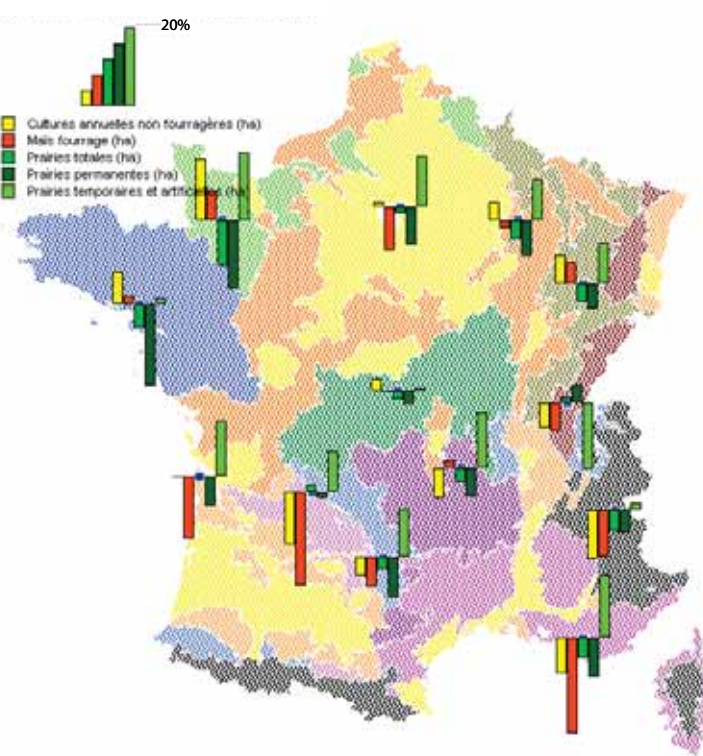 20%
Cultures annuelles non fourragères (ha)
Maïs fourrage (ha)
Prairies totales (ha)
Prairies permanentes (ha)
Prairies temporaires et artificielles (ha)